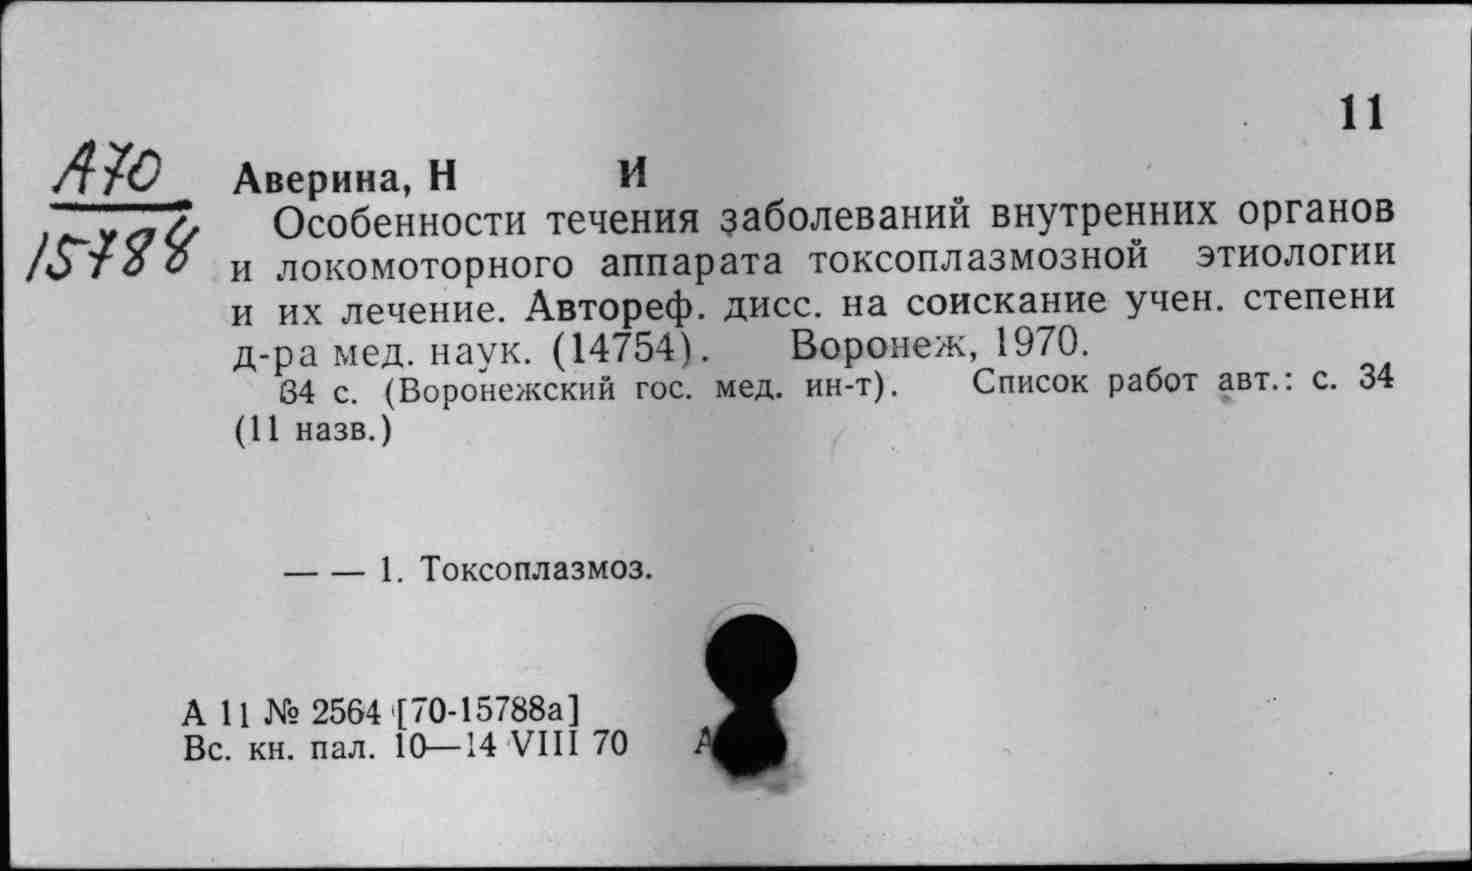 11
А70
15788
Аверина, Н И
Особенности течения заболеваний внутренних органов
и локомоторного аппарата токсоплазмозной этиологии
и их лечение. Автореф. дисс. на соискание учен. степени
д-ра мед. наук. (14754). Воронеж, 1970.
34 с. (Воронежский гос. мед. ин-т). Список работ авт.: с. 34
(11 назв.)
— — 1. Токсоплазмоз.
А 11 № 2564 [70-15788а]
Вс. кн. пал. 10—14 VIII 70